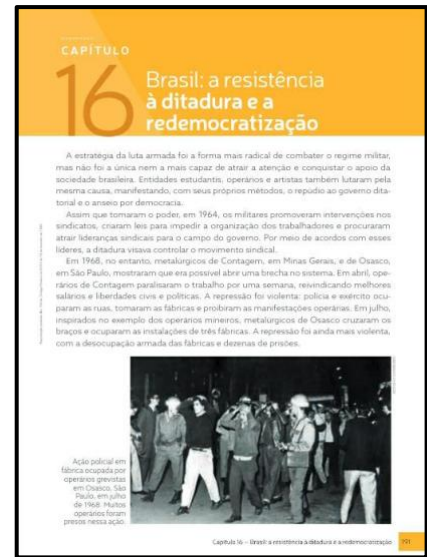 CAPÍTULO
16
Brasil: a resistência
à ditadura e a
redemocratização
A estratégia da luta armada foi a forma mais radical de combater o regime militar,
mas não foi a única nem a mais capaz de atrair a atenção e conquistar o apoio da
sociedade brasileira. Entidades estudantis, operários e artistas também lutaram pela
mesma causa, manifestando, com seus próprios métodos, o repúdio ao governo dita-
torial e o anseio por democracia.
Assim que tomaram o poder, em 1964, os militares promoveram intervenções nos
sindicatos, criaram leis para impedir a organização dos trabalhadores e procuraram
atrair lideranças sindicais para o campo do governo. Por meio de acordos com esses
líderes, a ditadura visava controlar o movimento sindical.
Em 1968, no entanto, metalúrgicos de Contagem, em Minas Gerais, e de Osasco,
em São Paulo, mostraram que era possível abrir uma brecha no sistema. Em abril, ope-
rários de Contagem paralisaram o trabalho por uma semana, reivindicando melhores
salários e liberdades civis e políticas. A repressão foi violenta: polícia e exército ocu-
param as ruas, tomaram as fábricas e proibiram as manifestações operárias. Em julho,
inspirados no exemplo dos operários mineiros, metalúrgicos de Osasco cruzaram os
braços e ocuparam as instalações de três fábricas. A repressão foi ainda mais violenta,
com a desocupação armada das fábricas e dezenas de prisões.
Ação policial em
fábrica ocupada por
operários grevistas
em Osasco, São
Paulo, em julho
de 1968. Muitos
operários foram
presos nessa ação.
Capítulo 16 – Brasil: a resistência à ditadura e a redemocratização 191